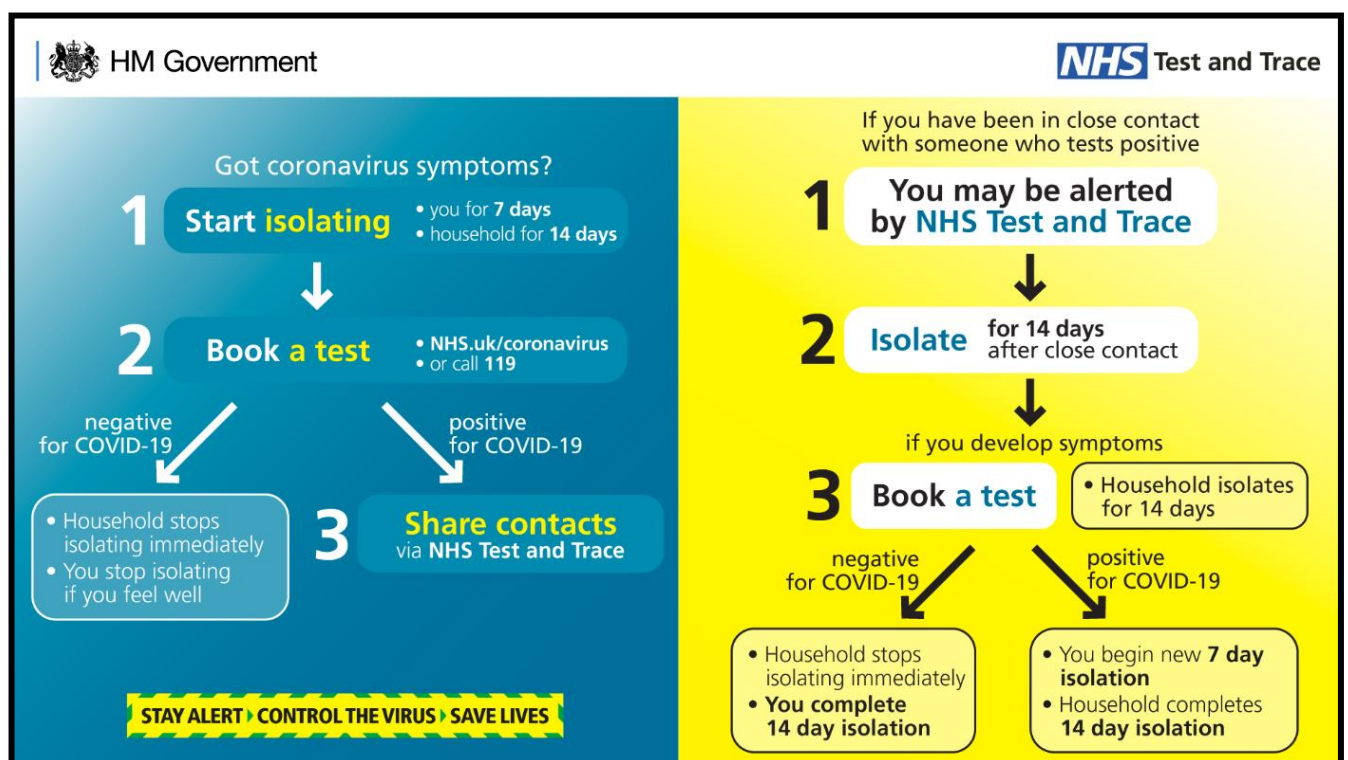 HM Government
NHS Test and Trace
Got coronavirus symptoms?
1
Start isolating
• you for 7 days
• household for 14 days
2
Book a test
• NHS.uk/coronavirus
• or call 119
negative
for COVID-19
positive
for COVID-19
• Household stops
isolating immediately
• You stop isolating
if you feel well
3
Share contacts
via NHS Test and Trace
STAY ALERT CONTROL THE VIRUS SAVE LIVES
If you have been in close contact
with someone who tests positive
1
You may be alerted
by NHS Test and Trace
2
Isolate
for 14 days
after close contact
if you develop symptoms
3
Book a test
• Household isolates
for 14 days
negative
for COVID-19
positive
for COVID-19
• Household stops
isolating immediately
• You complete
14 day isolation
• You begin new 7 day
isolation
• Household completes
14 day isolation